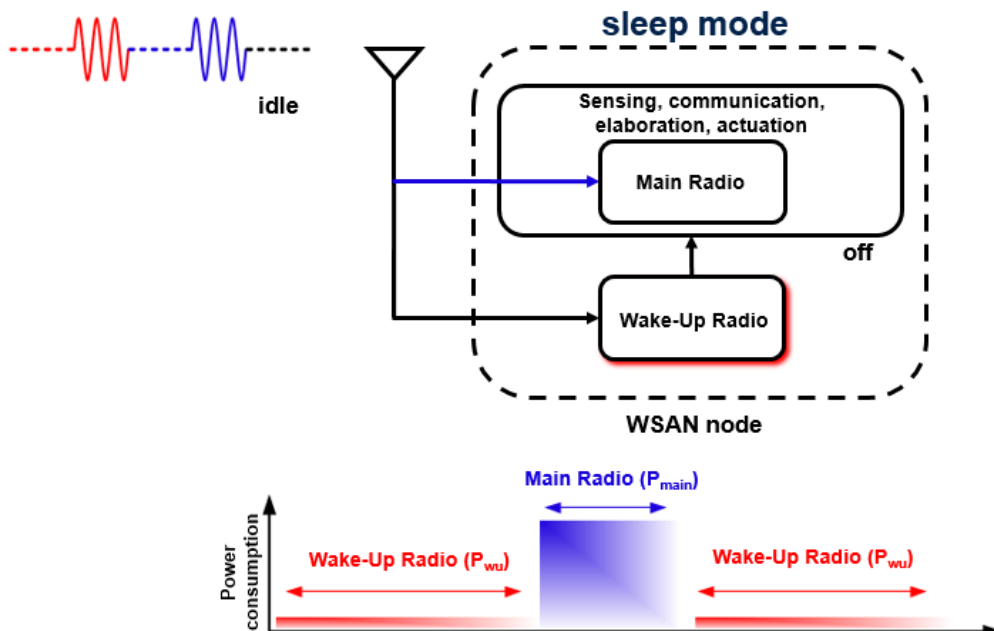 sleep mode
idle
Sensing, communication,
elaboration, actuation
Main Radio
off
Wake-Up Radio
WSAN node
Main Radio (Pmain)
Wake-Up Radio (Pwu)
Wake-Up Radio (Pwu)
Power
consumption